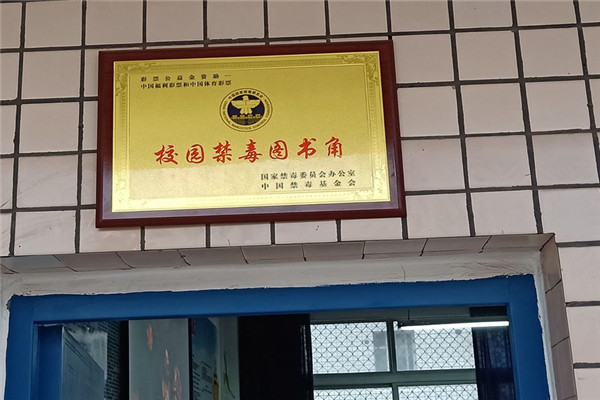 彩票公益金资助—
中国福利彩票和中国体育彩票
校园禁毒图书角
国家禁毒委员会办公室
中国禁毒基金会